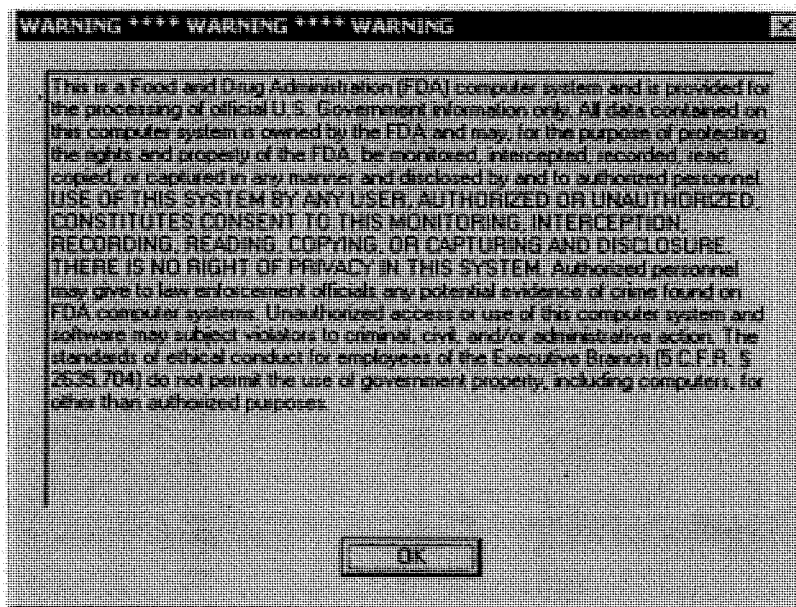 WARNING **** WARNING **** WARNING
This is a Food and Drug Administration (FDA) computer system and is provided for
the processing of official U.S. Government information only. All data contained on
this computer system is owned by the FDA and may, for the purpose of protecting
the rights and property of the FDA, be monitored, intercepted, recorded, read,
copied, or captured in any manner and disclosed by and to authorized personnel.
USE OF THIS SYSTEM BY ANY USER, AUTHORIZED OR UNAUTHORIZED,
CONSTITUTES CONSENT TO THIS MONITORING, INTERCEPTION,
RECORDING, READING, COPYING, OR CAPTURING AND DISCLOSURE.
THERE IS NO RIGHT OF PRIVACY IN THIS SYSTEM. Authorized personnel
may give to law enforcement officials any potential evidence of crime found on
FDA computer systems. Unauthorized access or use of this computer system and
software may subject violators to criminal, civil, and/or administrative action. The
standards of ethical conduct for employees of the Executive Branch (5 C.F.R. §
2635.704) do not permit the use of government property, including computers, for
other than authorized purposes.
OK